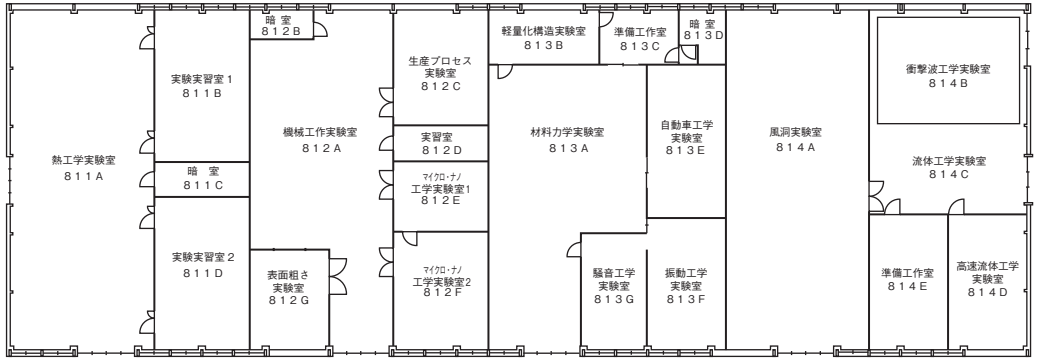 熱工学実験室
811A
実験実習室1
811B
暗 室
811C
実験実習室2
811D
暗 室
812B
機械工作実験室
812A
表面粗さ
実験室
812G
生産プロセス
実験室
812C
実習室
812D
マイクロ・ナノ
工学実験室1
812E
マイクロ・ナノ
工学実験室2
812F
軽量化構造実験室
813B
準備工作室
813C
暗 室
813D
材料力学実験室
813A
自動車工学
実験室
813E
騒音工学
実験室
813G
振動工学
実験室
813F
風洞実験室
814A
衝撃波工学実験室
814B
流体工学実験室
814C
準備工作室
814E
高速流体工学
実験室
814D